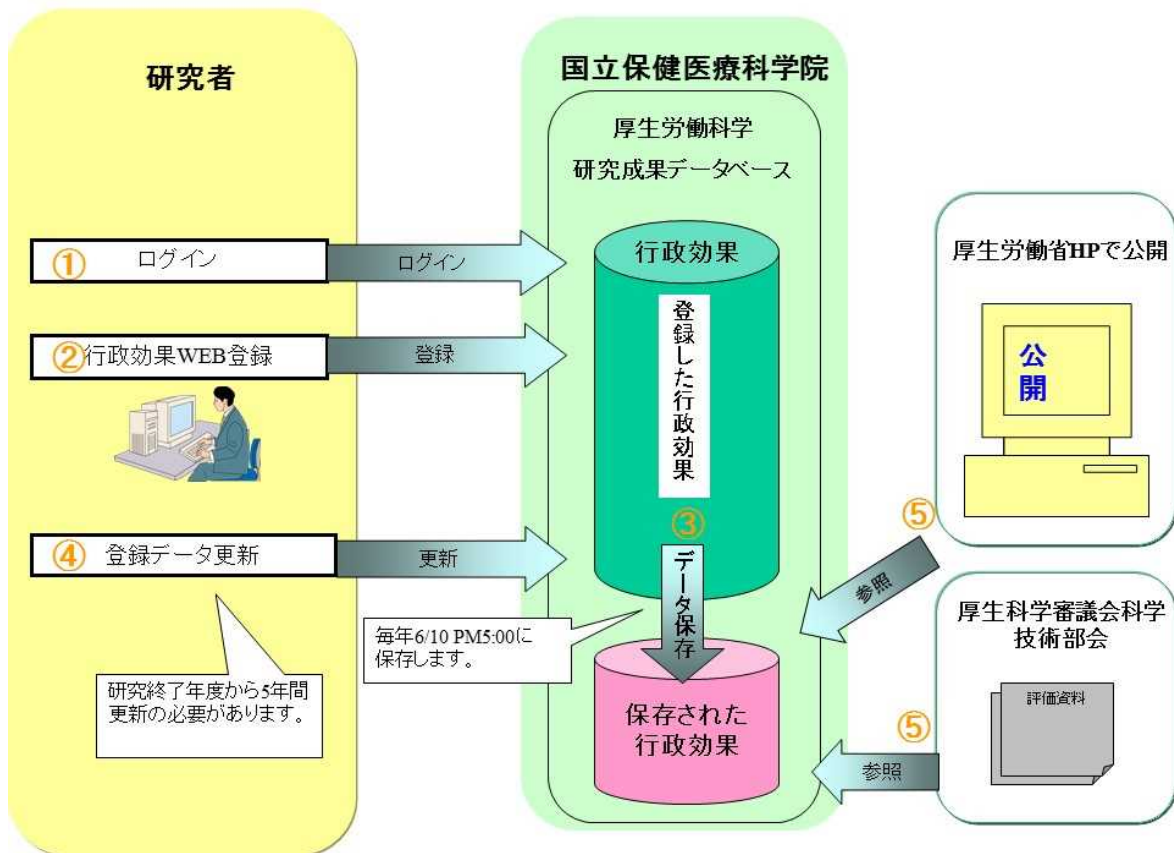 研究者
① ログイン
② 行政効果WEB登録
④ 登録データ更新
研究終了年度から5年間
更新の必要があります。
ログイン
登録
更新
毎年6/10 PM5:00に
保存します。
国立保健医療科学院
厚生労働科学
研究成果データベース
行政効果
登録した行政効果
③
データ保存
保存された
行政効果
厚生労働省HPで公開
公
開
⑤
参照
厚生科学審議会科学
技術部会
評価資料
⑤
参照